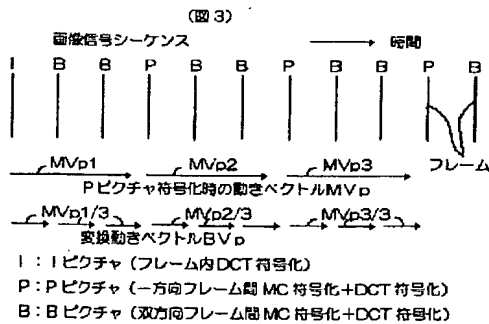 (図3)
画像信号シーケンス 時間
I B B P B B P B B P B
MVp1 MVp2 MVp3 フレーム
Pピクチャ符号化時の動きベクトルMVp
MVp1/3 MVp2/3 MVp3/3
変換動きベクトルBVp
I:Iピクチャ(フレーム内DCT符号化)
P:Pピクチャ(一方向フレーム間MC符号化+DCT符号化)
B:Bピクチャ(双方向フレーム間MC符号化+DCT符号化)